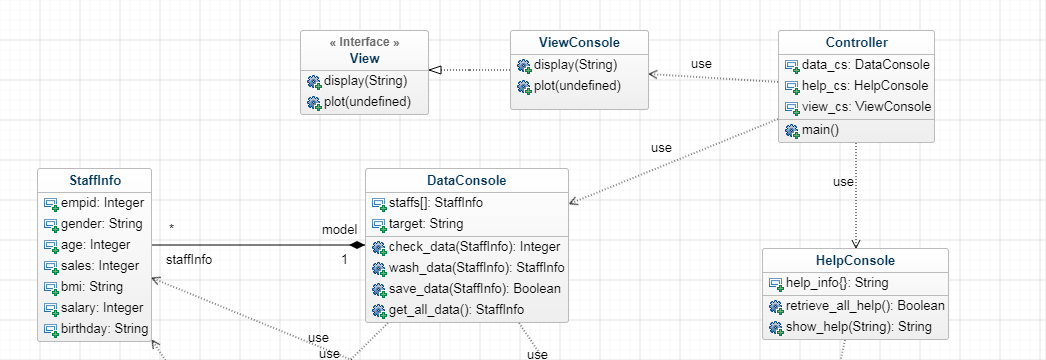 « Interface »
View
display(String)
plot(undefined)
ViewConsole
display(String)
plot(undefined)
use
Controller
data_cs: DataConsole
help_cs: HelpConsole
view_cs: ViewConsole
main()
use
use
StaffInfo
empid: Integer
gender: String
age: Integer
sales: Integer
bmi: String
salary: Integer
birthday: String
*
staffInfo
model
1
DataConsole
staffs[]: StaffInfo
target: String
check_data(StaffInfo): Integer
wash_data(StaffInfo): StaffInfo
save_data(StaffInfo): Boolean
get_all_data(): StaffInfo
HelpConsole
help_info{}: String
retrieve_all_help(): Boolean
show_help(String): String
use
use
use